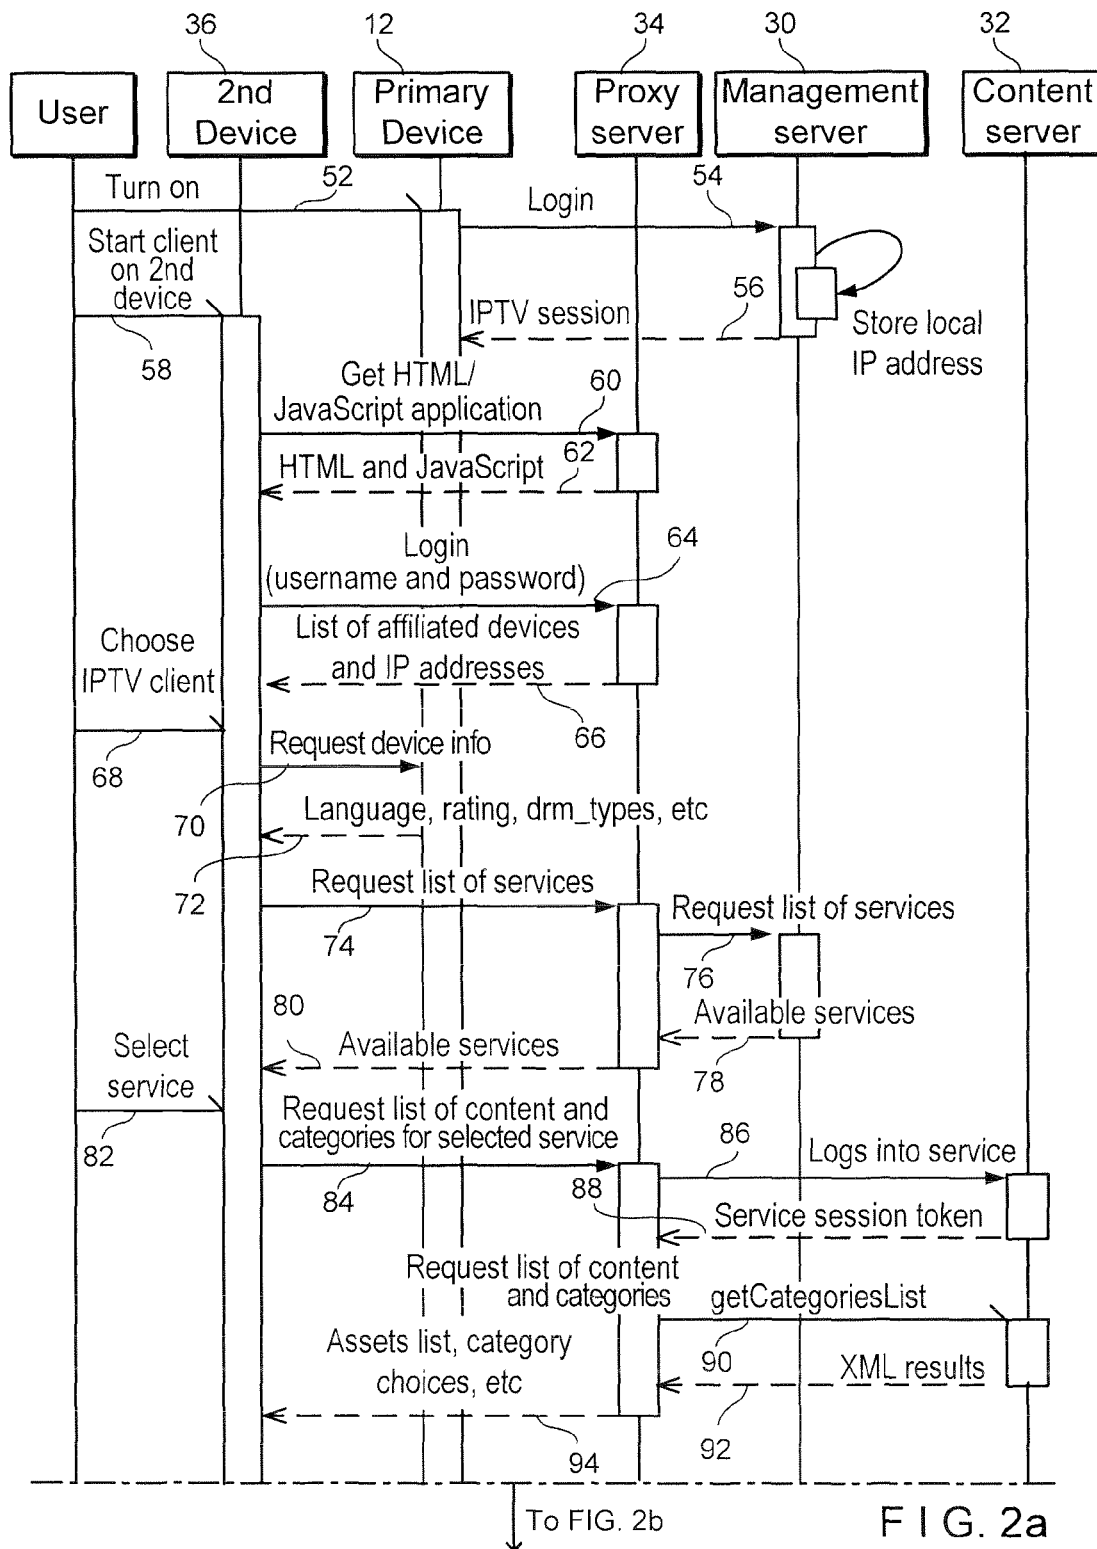 36
12
34
30
32
User
2nd
Device
Primary
Device
Proxy
server
Management
server
Content
server
Turn on
52
Login
54
Start client
on 2nd
device
58
IPTV session
56
Store local
IP address
Get HTML/
JavaScript application
60
HTML and JavaScript
62
Login
(username and password)
64
List of affiliated devices
and IP addresses
66
Choose
IPTV client
68
Request device info
70
Language, rating, drm_types, etc
72
Request list of services
74
Request list of services
76
Available services
78
80
Available services
Select
service
82
Request list of content and
categories for selected service
84
86
Logs into service
88
Service session token
Request list of content
and categories
getCategoriesList
90
XML results
92
Assets list, category
choices, etc
94
To FIG. 2b
FIG. 2a